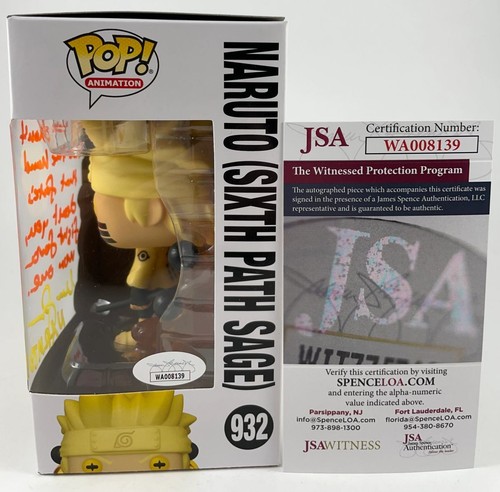 POP!
ANIMATION
NARUTO (SIXTH PATH SAGE)
WA008139
932
JSA
Certification Number:
WA008139
The Witnessed Protection Program
The autographed piece which accompanies this certificate was
signed in the presence of a James Spence Authentication, LLC
representative and is guaranteed to be authentic.
JSA
Verify this certification by visiting
SPENCELOA.COM
and entering the alpha-numeric
value indicated above.
Parsippany, NJ
info@SpenceLOA.com
973-898-1300
Fort Lauderdale, FL
florida@SpenceLOA.com
954-380-8670
JSAWITNESS
JSA
Authentication